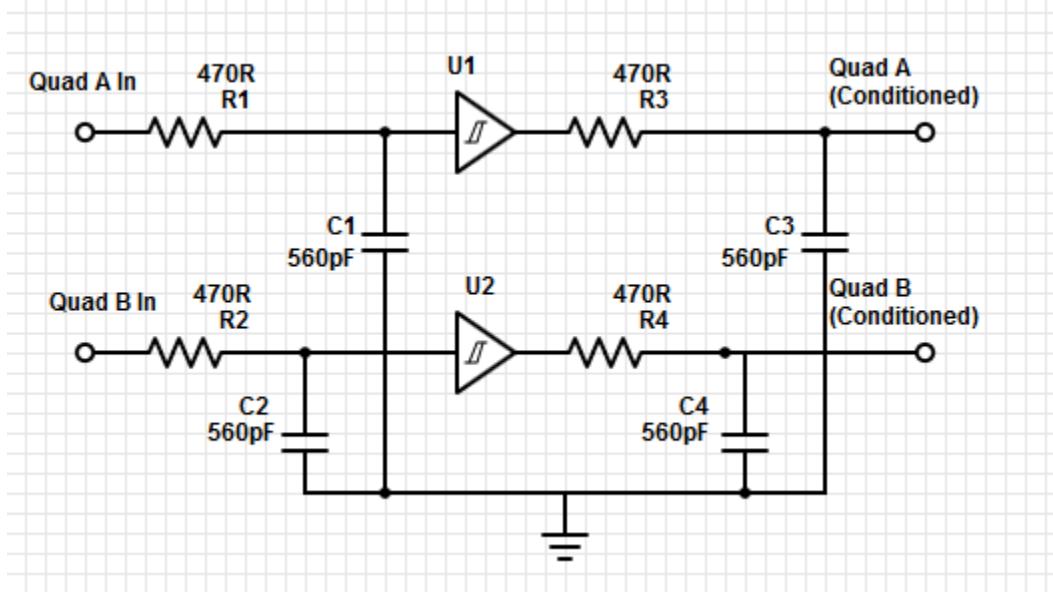 Quad A In
470R
R1
U1
470R
R3
Quad A
(Conditioned)
C1
560pF
C3
560pF
Quad B In
470R
R2
U2
470R
R4
Quad B
(Conditioned)
C2
560pF
C4
560pF